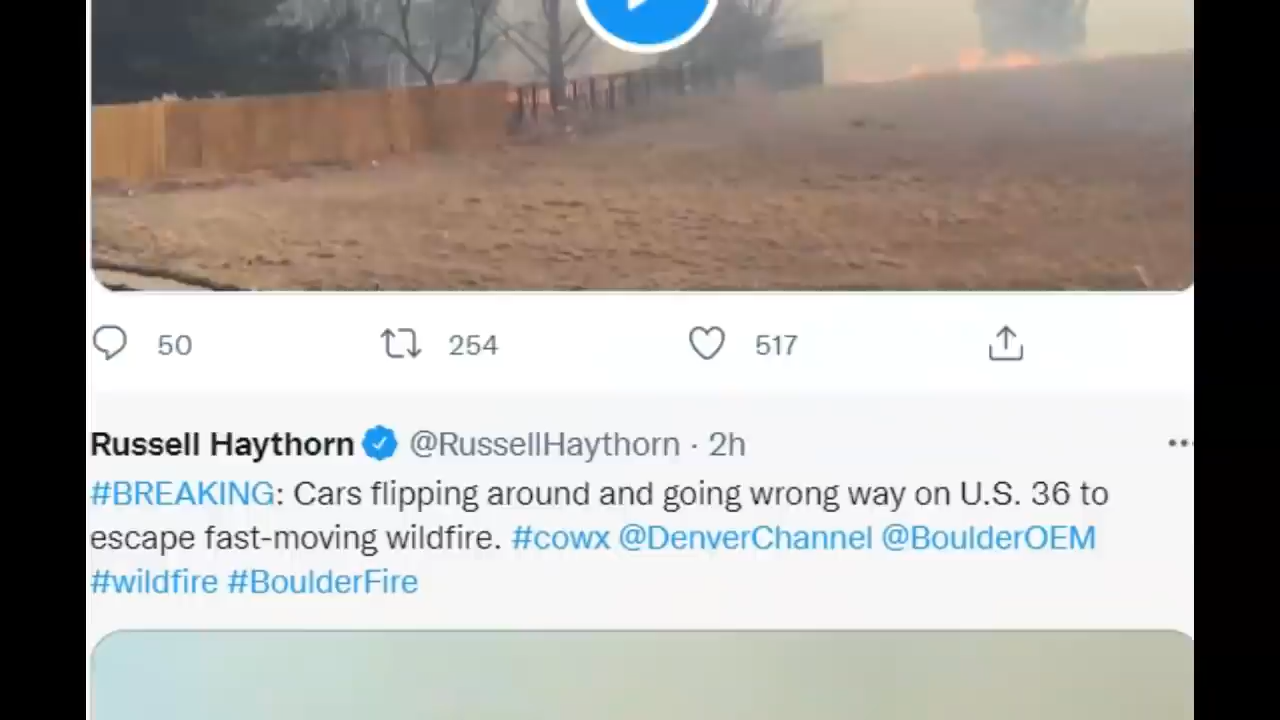 50 254 517
Russell Haythorn @RussellHaythorn · 2h
#BREAKING: Cars flipping around and going wrong way on U.S. 36 to
escape fast-moving wildfire. #cowx @DenverChannel @BoulderOEM
#wildfire #BoulderFire